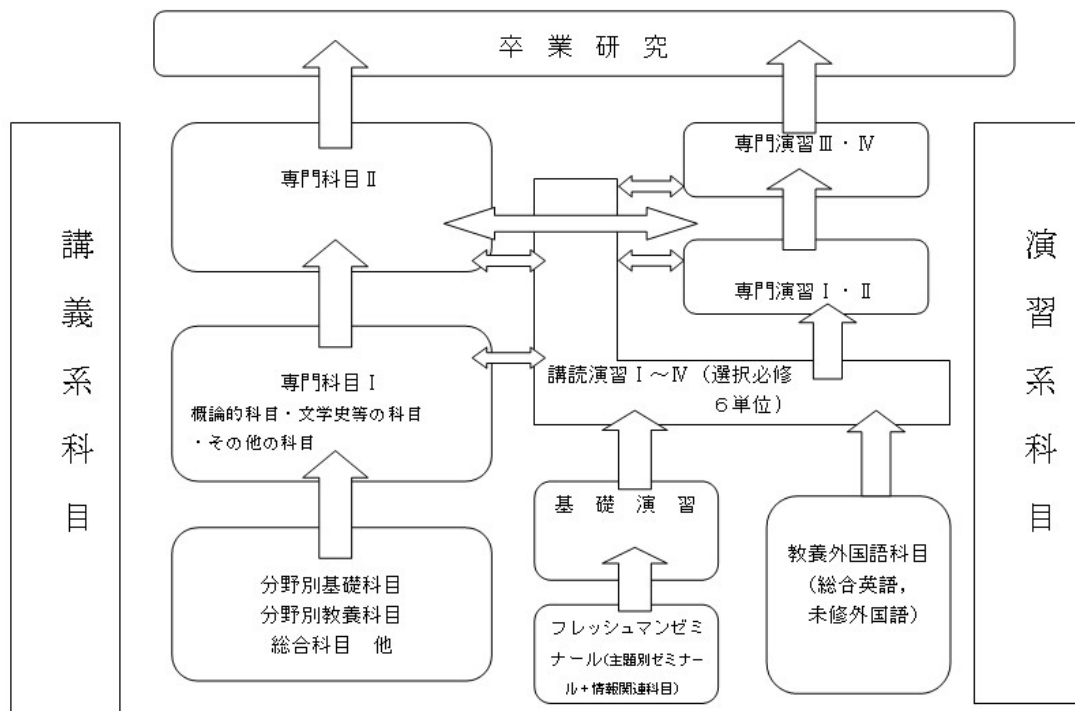 卒業研究
講義系科目
専門科目Ⅱ
専門演習Ⅲ・Ⅳ
演習系科目
専門演習Ⅰ・Ⅱ
専門科目Ⅰ
概論的科目・文学史等の科目
・その他の科目
講読演習Ⅰ～Ⅳ（選択必修
６単位）
分野別基礎科目
分野別教養科目
総合科目　他
基礎演習
フレッシュマンゼミ
ナール(主題別ゼミナー
ル+情報関連科目)
教養外国語科目
(総合英語,
未修外国語)